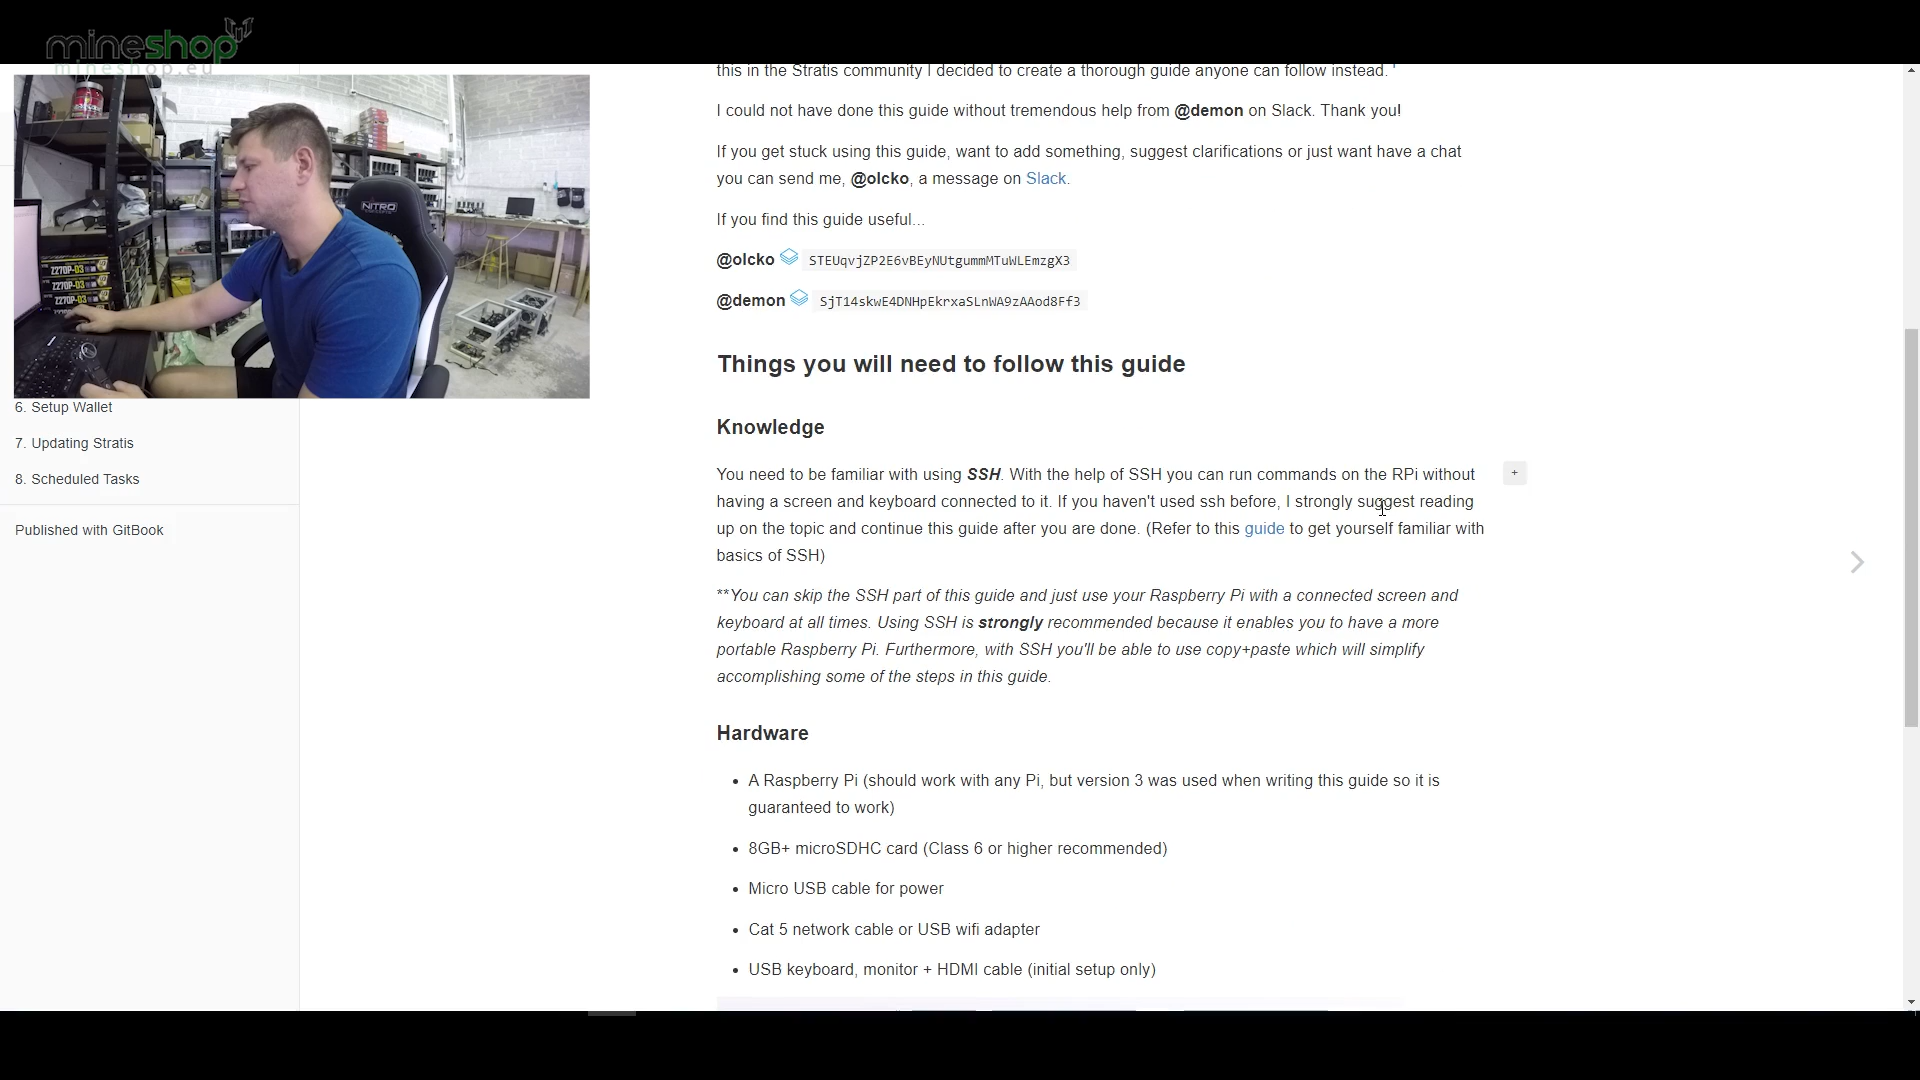 mineshop
mineshop.eu
this in the Stratis community I decided to create a thorough guide anyone can follow instead.
I could not have done this guide without tremendous help from @demon on Slack. Thank you!
If you get stuck using this guide, want to add something, suggest clarifications or just want have a chat
you can send me, @olcko, a message on Slack.
If you find this guide useful...
@olcko STEUqvjZP2E6vBEyNUtgummMTuWLEmzgX3
@demon SjT14skwE4DNHpEkrxaSLnWA9zAAod8Ff3
NITRO
CONCEPTS
Z270P-D3
Z270P-D3
Z270P-D3
Things you will need to follow this guide
6. Setup Wallet
7. Updating Stratis
8. Scheduled Tasks
Published with GitBook
Knowledge
You need to be familiar with using SSH. With the help of SSH you can run commands on the RPi without
having a screen and keyboard connected to it. If you haven't used ssh before, I strongly suggest reading
up on the topic and continue this guide after you are done. (Refer to this guide to get yourself familiar with
basics of SSH)
+
**You can skip the SSH part of this guide and just use your Raspberry Pi with a connected screen and
keyboard at all times. Using SSH is strongly recommended because it enables you to have a more
portable Raspberry Pi. Furthermore, with SSH you'll be able to use copy+paste which will simplify
accomplishing some of the steps in this guide.
Hardware
• A Raspberry Pi (should work with any Pi, but version 3 was used when writing this guide so it is
guaranteed to work)
• 8GB+ microSDHC card (Class 6 or higher recommended)
• Micro USB cable for power
• Cat 5 network cable or USB wifi adapter
• USB keyboard, monitor + HDMI cable (initial setup only)